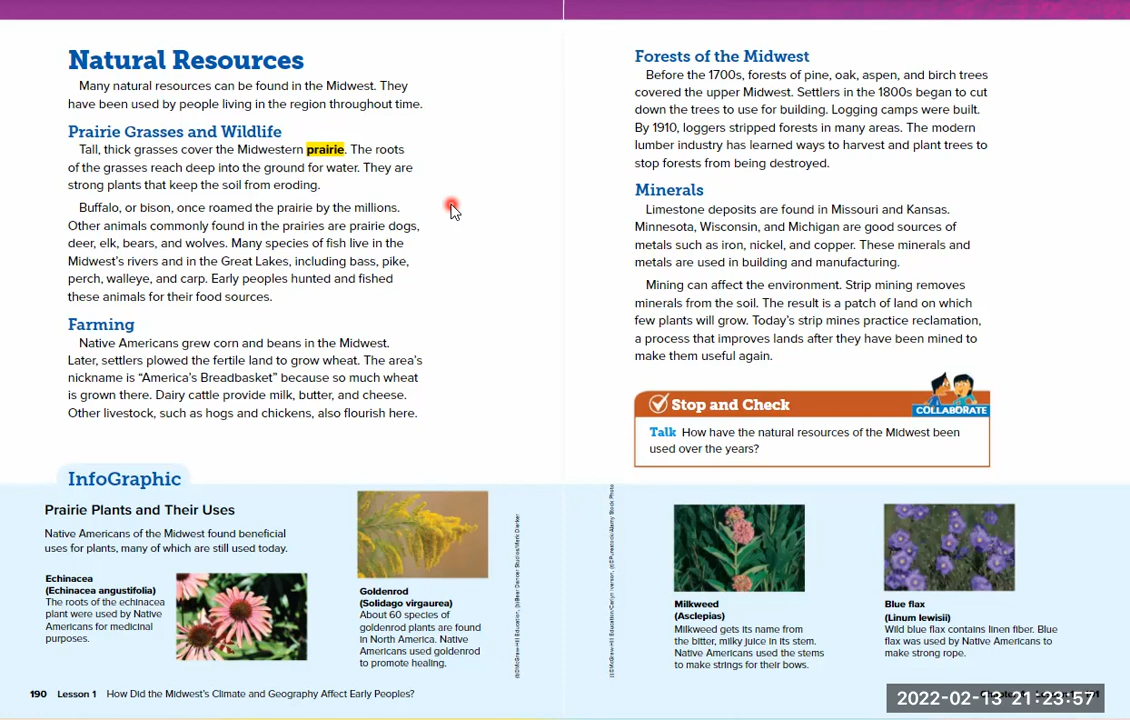 Natural Resources
Many natural resources can be found in the Midwest. They
have been used by people living in the region throughout time.
Prairie Grasses and Wildlife
Tall, thick grasses cover the Midwestern prairie. The roots
of the grasses reach deep into the ground for water. They are
strong plants that keep the soil from eroding.
Buffalo, or bison, once roamed the prairie by the millions.
Other animals commonly found in the prairies are prairie dogs,
deer, elk, bears, and wolves. Many species of fish live in the
Midwest's rivers and in the Great Lakes, including bass, pike,
perch, walleye, and carp. Early peoples hunted and fished
these animals for their food sources.
Farming
Native Americans grew corn and beans in the Midwest.
Later, settlers plowed the fertile land to grow wheat. The area's
nickname is "America's Breadbasket" because so much wheat
is grown there. Dairy cattle provide milk, butter, and cheese.
Other livestock, such as hogs and chickens, also flourish here.
Forests of the Midwest
Before the 1700s, forests of pine, oak, aspen, and birch trees
covered the upper Midwest. Settlers in the 1800s began to cut
down the trees to use for building. Logging camps were built.
By 1910, loggers stripped forests in many areas. The modern
lumber industry has learned ways to harvest and plant trees to
stop forests from being destroyed.
Minerals
Limestone deposits are found in Missouri and Kansas.
Minnesota, Wisconsin, and Michigan are good sources of
metals such as iron, nickel, and copper. These minerals and
metals are used in building and manufacturing.
Mining can affect the environment. Strip mining removes
minerals from the soil. The result is a patch of land on which
few plants will grow. Today's strip mines practice reclamation,
a process that improves lands after they have been mined to
make them useful again.
Stop and Check
COLLABORATE
Talk How have the natural resources of the Midwest been
used over the years?
InfoGraphic
Prairie Plants and Their Uses
Native Americans of the Midwest found beneficial
uses for plants, many of which are still used today.
Echinacea
(Echinacea angustifolia)
The roots of the echinacea
plant were used by Native
Americans for medicinal
purposes.
Goldenrod
(Solidago virgaurea)
About 60 species of
goldenrod plants are found
in North America. Native
Americans used goldenrod
to promote healing.
Milkweed
(Asclepias)
Milkweed gets its name from
the bitter, milky juice in its stem.
Native Americans used the stems
to make strings for their bows.
Blue flax
(Linum lewisii)
Wild blue flax contains linen fiber. Blue
flax was used by Native Americans to
make strong rope.
190 Lesson 1 How Did the Midwest's Climate and Geography Affect Early Peoples?
2022-02-13 21:23:57